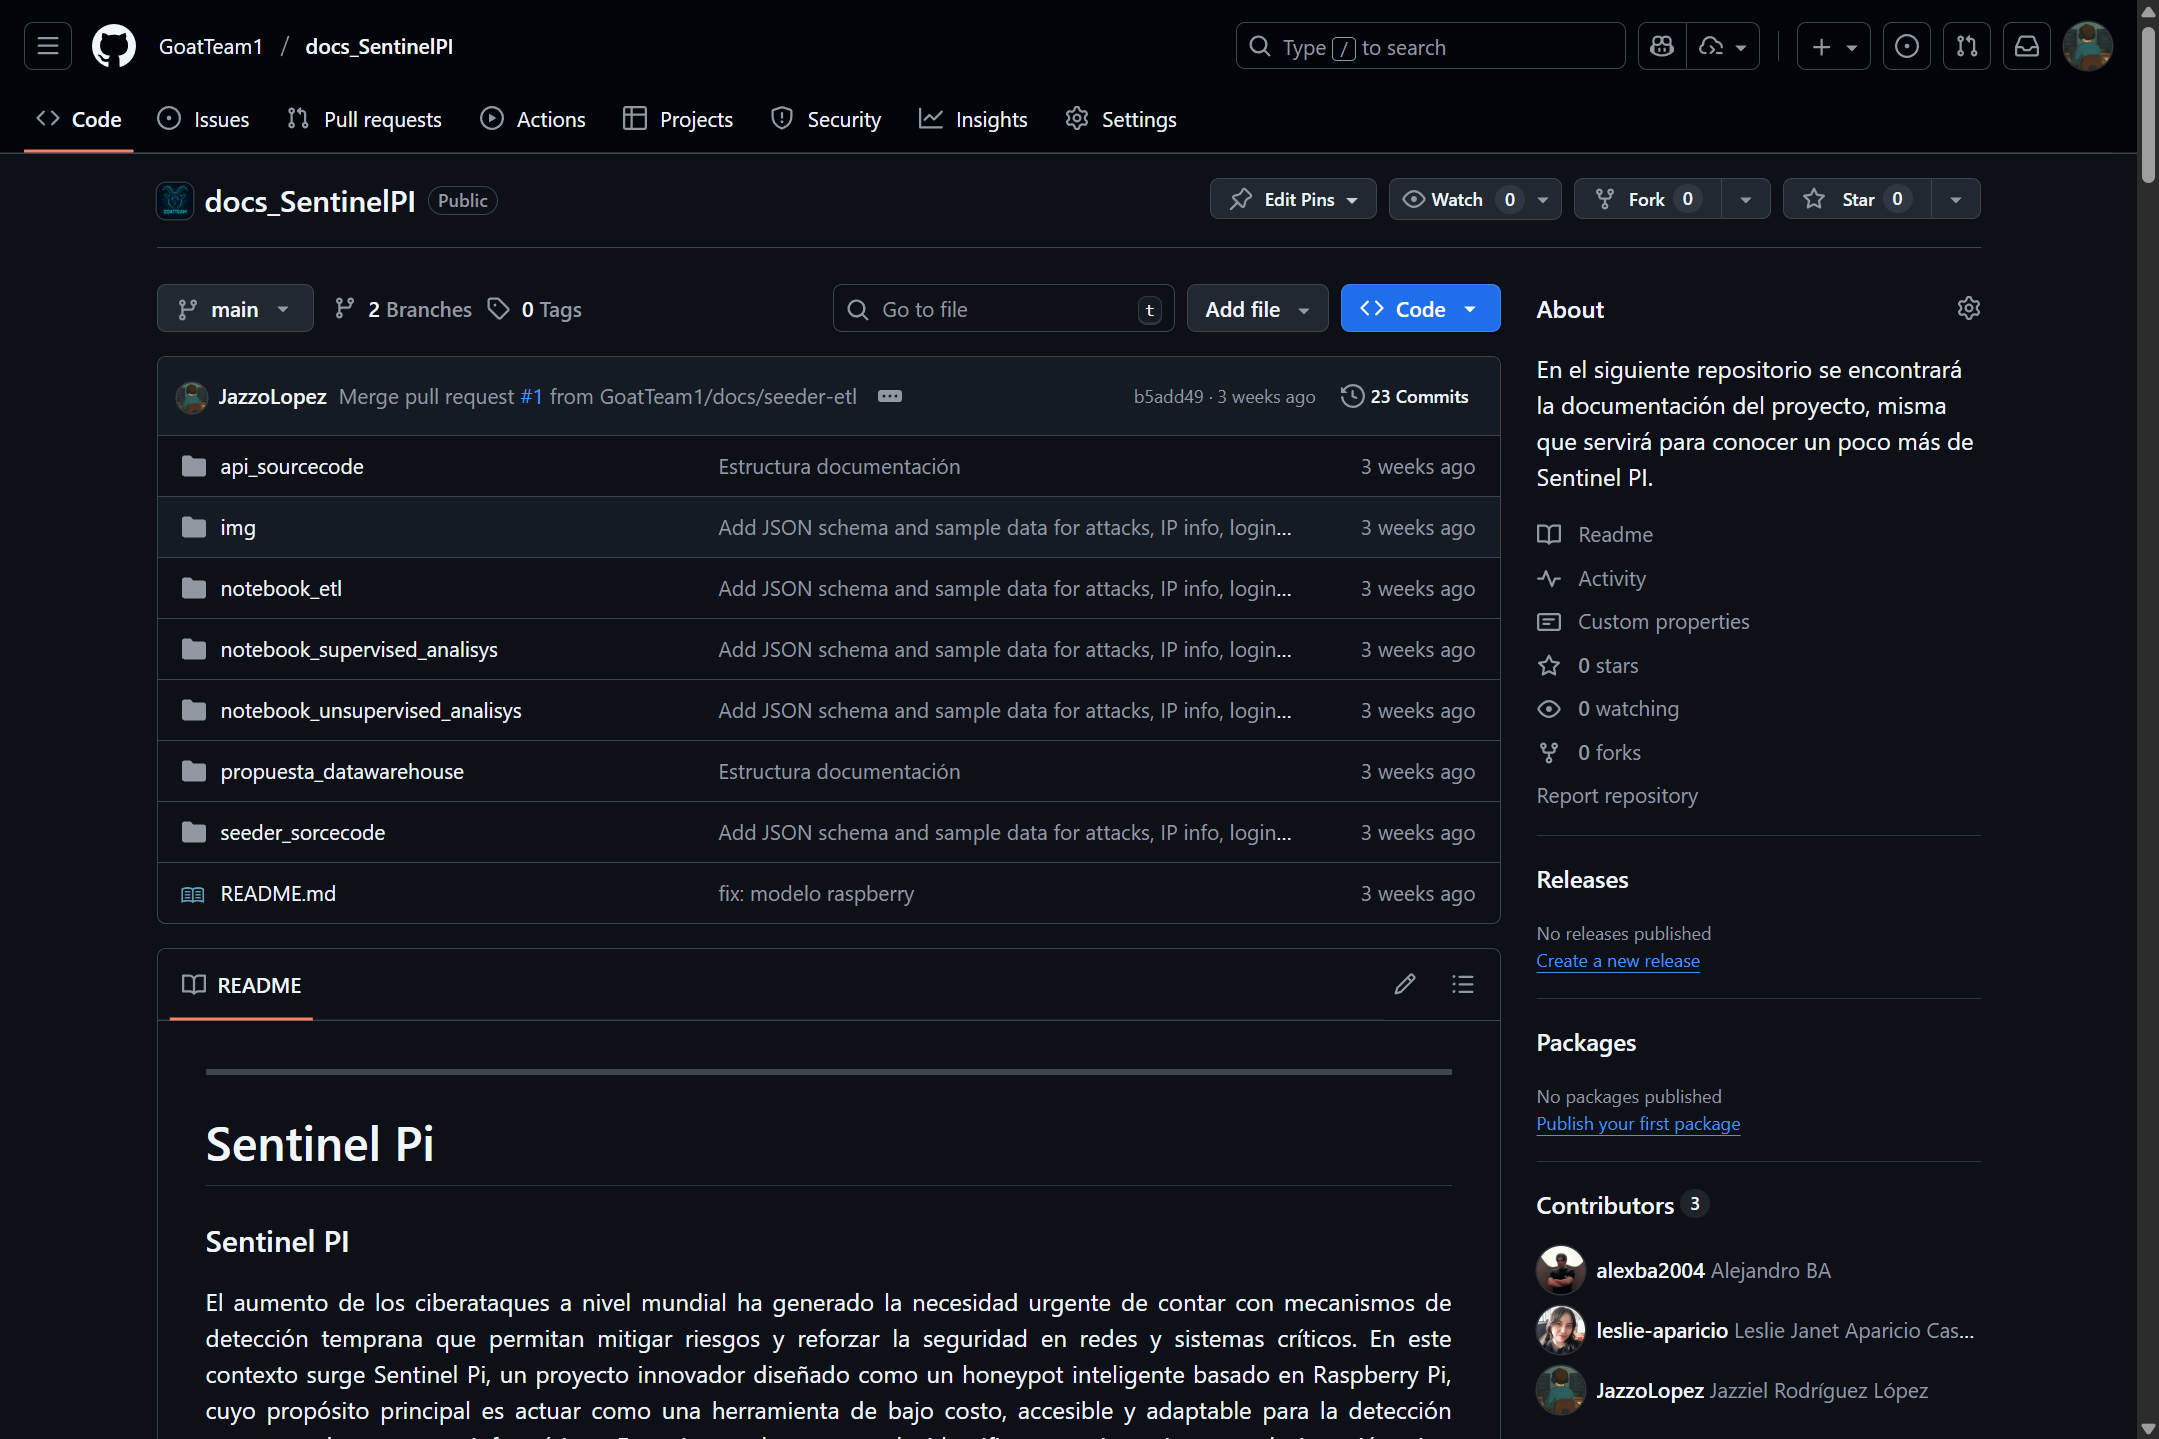 GoatTeam1 / docs_SentinelPI
Type / to search
Code
Issues
Pull requests
Actions
Projects
Security
Insights
Settings
docs_SentinelPI Public
Edit Pins
Watch 0
Fork 0
Star 0
main
2 Branches
0 Tags
Go to file t
Add file
Code
JazzoLopez Merge pull request #1 from GoatTeam1/docs/seeder-etl
b5add49 · 3 weeks ago
23 Commits
api_sourcecode Estructura documentación 3 weeks ago
img Add JSON schema and sample data for attacks, IP info, login... 3 weeks ago
notebook_etl Add JSON schema and sample data for attacks, IP info, login... 3 weeks ago
notebook_supervised_analisys Add JSON schema and sample data for attacks, IP info, login... 3 weeks ago
notebook_unsupervised_analisys Add JSON schema and sample data for attacks, IP info, login... 3 weeks ago
propuesta_datawarehouse Estructura documentación 3 weeks ago
seeder_sorcecode Add JSON schema and sample data for attacks, IP info, login... 3 weeks ago
README.md fix: modelo raspberry 3 weeks ago
README
Sentinel Pi
Sentinel PI
El aumento de los ciberataques a nivel mundial ha generado la necesidad urgente de contar con mecanismos de
detección temprana que permitan mitigar riesgos y reforzar la seguridad en redes y sistemas críticos. En este
contexto surge Sentinel Pi, un proyecto innovador diseñado como un honeypot inteligente basado en Raspberry Pi,
cuyo propósito principal es actuar como una herramienta de bajo costo, accesible y adaptable para la detección
About
En el siguiente repositorio se encontrará
la documentación del proyecto, misma
que servirá para conocer un poco más de
Sentinel PI.
Readme
Activity
Custom properties
0 stars
0 watching
0 forks
Report repository
Releases
No releases published
Create a new release
Packages
No packages published
Publish your first package
Contributors 3
alexba2004 Alejandro BA
leslie-aparicio Leslie Janet Aparicio Cas...
JazzoLopez Jazziel Rodríguez López